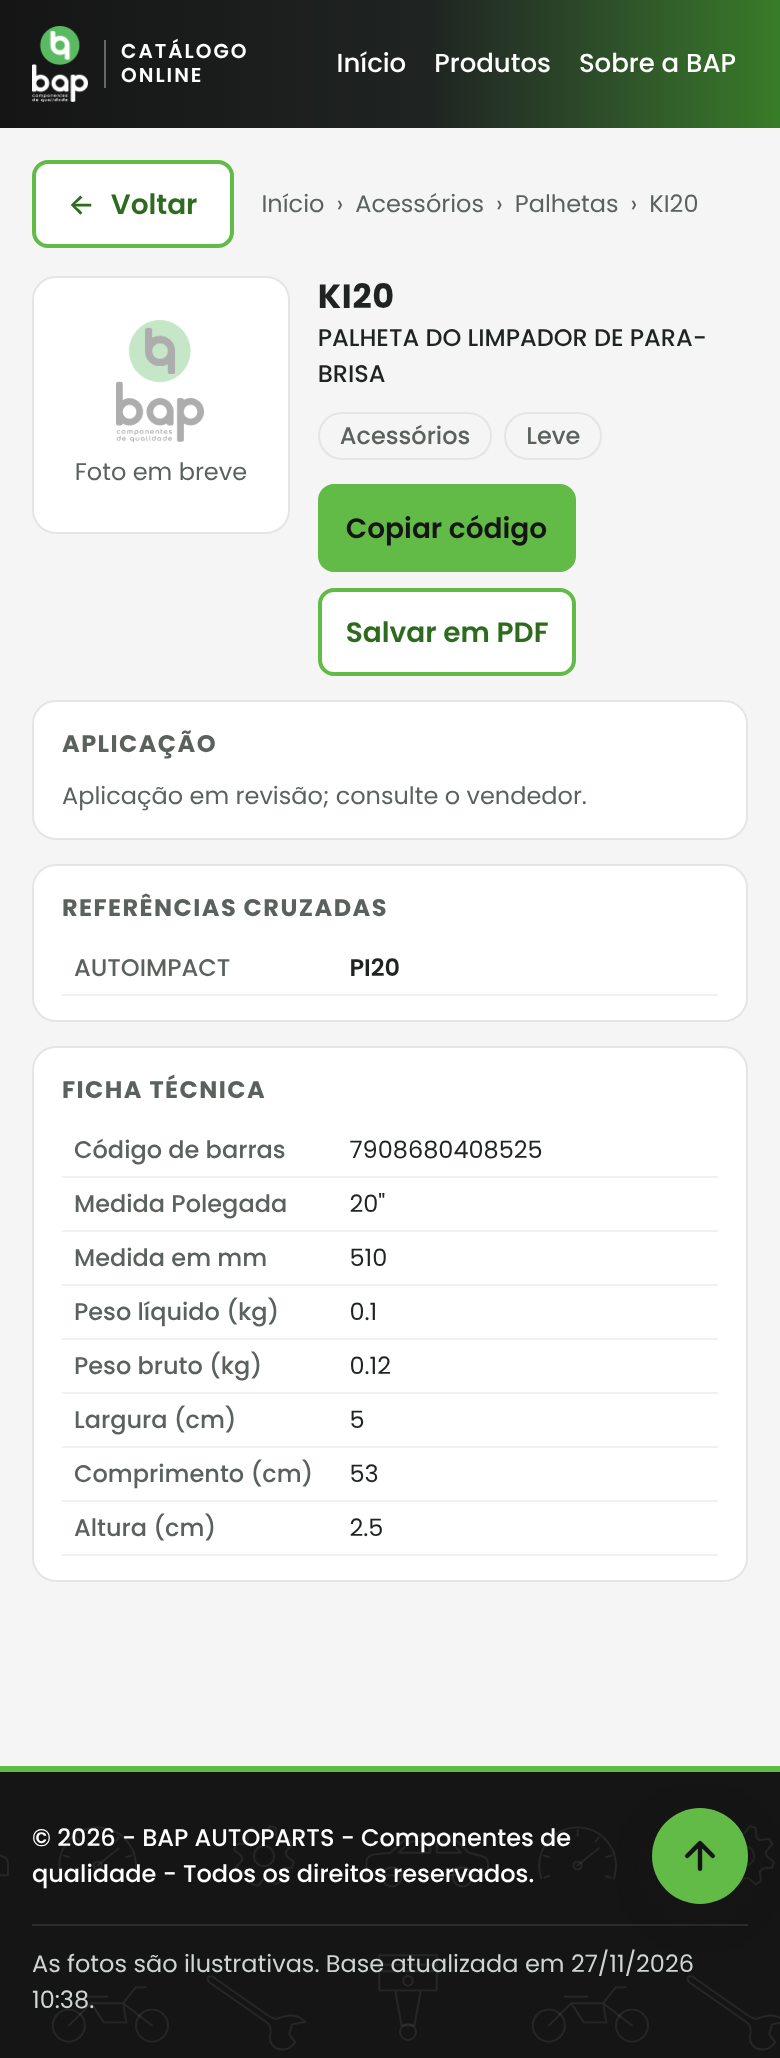 bap
componentes
de qualidade
CATÁLOGO
ONLINE
Início
Produtos
Sobre a BAP
← Voltar
Início › Acessórios › Palhetas › KI20
bap
componentes
de qualidade
Foto em breve
KI20
PALHETA DO LIMPADOR DE PARA-
BRISA
Acessórios
Leve
Copiar código
Salvar em PDF
APLICAÇÃO
Aplicação em revisão; consulte o vendedor.
REFERÊNCIAS CRUZADAS
AUTOIMPACT PI20
FICHA TÉCNICA
Código de barras 7908680408525
Medida Polegada 20"
Medida em mm 510
Peso líquido (kg) 0.1
Peso bruto (kg) 0.12
Largura (cm) 5
Comprimento (cm) 53
Altura (cm) 2.5
© 2026 - BAP AUTOPARTS - Componentes de
qualidade - Todos os direitos reservados.
As fotos são ilustrativas. Base atualizada em 27/11/2026
10:38.